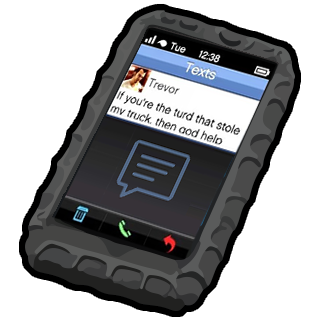 Tue 12:38
Texts
Trevor
If you're the turd that stole
my truck, then god help